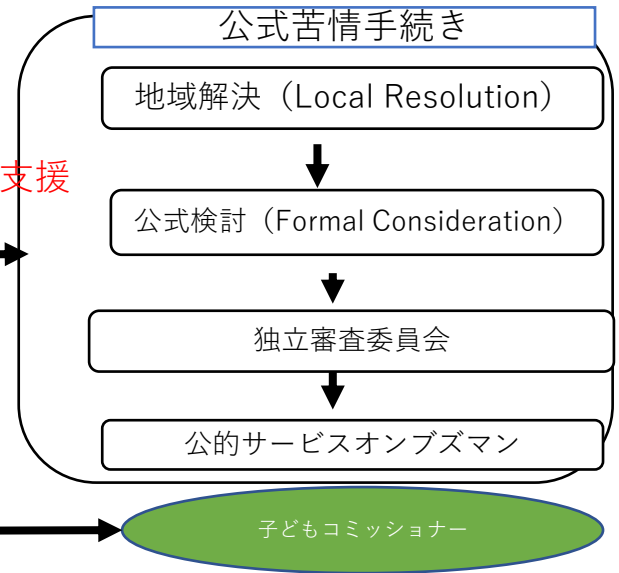 公式苦情手続き
地域解決（Local Resolution）
支援
公式検討（Formal Consideration）
独立審査委員会
公的サービスオンブズマン
子どもコミッショナー